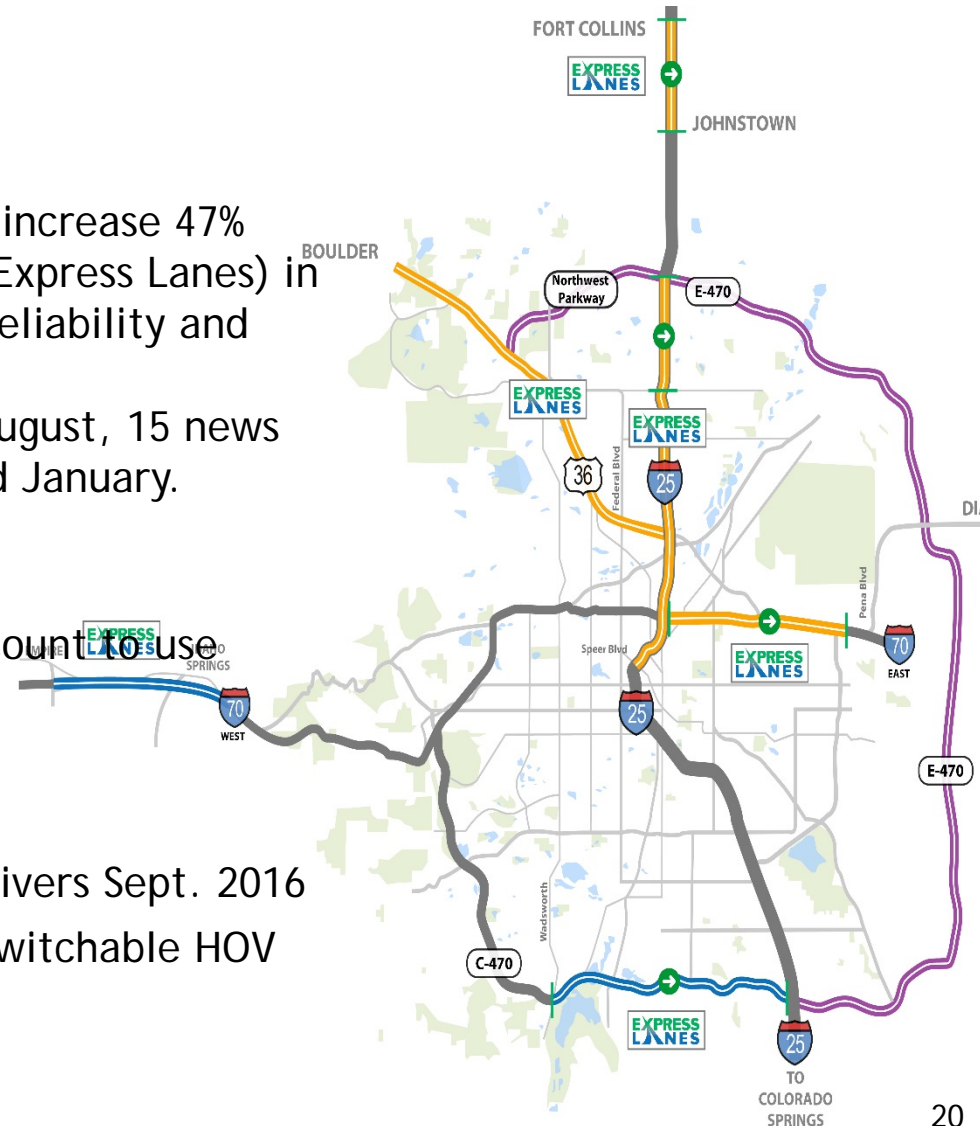 FORT COLLINS
EXPRESS
LANES
JOHNSTOWN
increase 47%
Express Lanes) in
eliability and
ugust, 15 news
d January.
ount to use
ivers Sept. 2016
witchable HOV
BOULDER
Northwest
Parkway
E-470
EXPRESS
LANES
EXPRESS
LANES
36
Federal Blvd
25
DI
Pena Blvd
EXPRESS
LANES
SPRINGS
70
WEST
Speer Blvd
EXPRESS
LANES
70
EAST
25
E-470
Wadsworth
C-470
EXPRESS
LANES
25
TO
COLORADO
SPRINGS
20